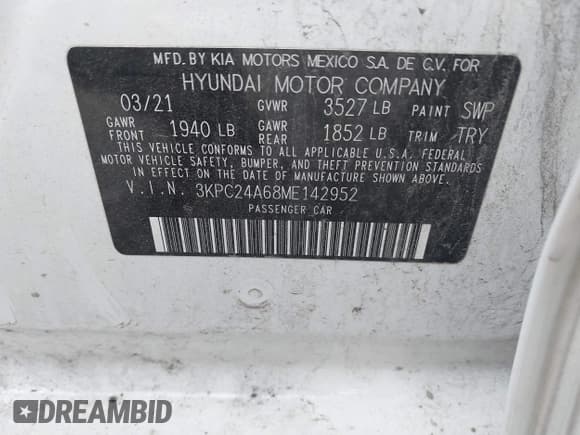 MFD. BY KIA MOTORS MEXICO S.A. DE C.V. FOR
HYUNDAI MOTOR COMPANY
03/21 GVWR 3527 LB PAINT SWP
GAWR FRONT 1940 LB GAWR REAR 1852 LB TRIM TRY
THIS VEHICLE CONFORMS TO ALL APPLICABLE U.S.A. FEDERAL
MOTOR VEHICLE SAFETY, BUMPER, AND THEFT PREVENTION STANDARDS
IN EFFECT ON THE DATE OF MANUFACTURE SHOWN ABOVE.
V.I.N. 3KPC24A68ME142952
PASSENGER CAR
DREAMBID